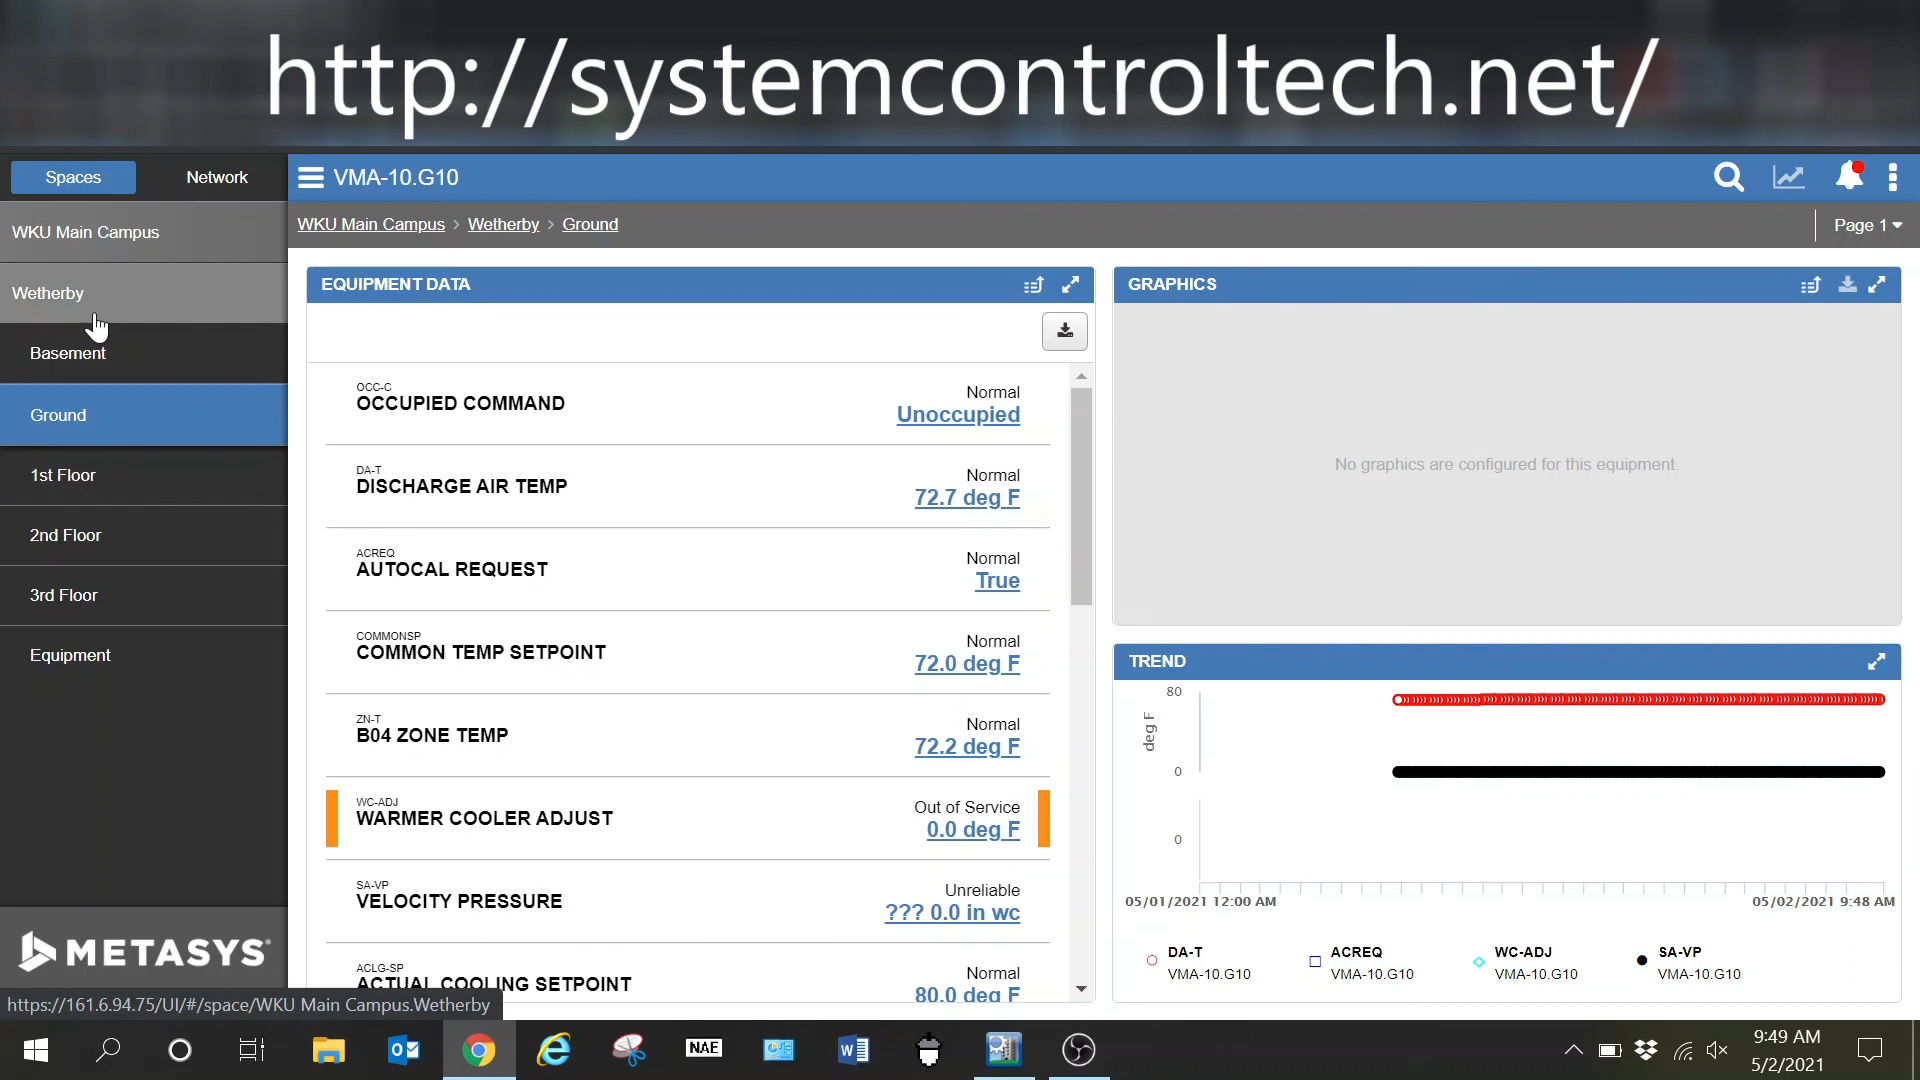 http://systemcontroltech.net/
Spaces
Network
VMA-10.G10
WKU Main Campus
WKU Main Campus > Wetherby > Ground
Page 1
Wetherby
Basement
Ground
1st Floor
2nd Floor
3rd Floor
Equipment
METASYS®
https://161.6.94.75/UI/#/space/WKU Main Campus.Wetherby
EQUIPMENT DATA
OCC-C
OCCUPIED COMMAND
Normal
Unoccupied
DA-T
DISCHARGE AIR TEMP
Normal
72.7 deg F
ACREQ
AUTOCAL REQUEST
Normal
True
COMMONSP
COMMON TEMP SETPOINT
Normal
72.0 deg F
ZN-T
B04 ZONE TEMP
Normal
72.2 deg F
WC-ADJ
WARMER COOLER ADJUST
Out of Service
0.0 deg F
SA-VP
VELOCITY PRESSURE
Unreliable
??? 0.0 in wc
ACLG-SP
ACTUAL COOLING SETPOINT
Normal
80.0 deg F
GRAPHICS
No graphics are configured for this equipment.
TREND
80
deg F
0
0
05/01/2021 12:00 AM
05/02/2021 9:48 AM
DA-T
VMA-10.G10
ACREQ
VMA-10.G10
WC-ADJ
VMA-10.G10
SA-VP
VMA-10.G10
NAE
9:49 AM
5/2/2021